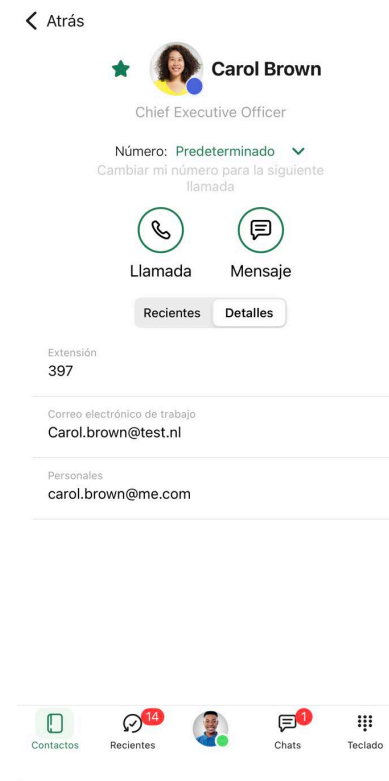 Atrás
Carol Brown
Chief Executive Officer
Número: Predeterminado
Cambiar mi número para la siguiente
llamada
Llamada Mensaje
Recientes Detalles
Extensión
397
Correo electrónico de trabajo
Carol.brown@test.nl
Personales
carol.brown@me.com
14 1
Contactos Recientes Chats Teclado